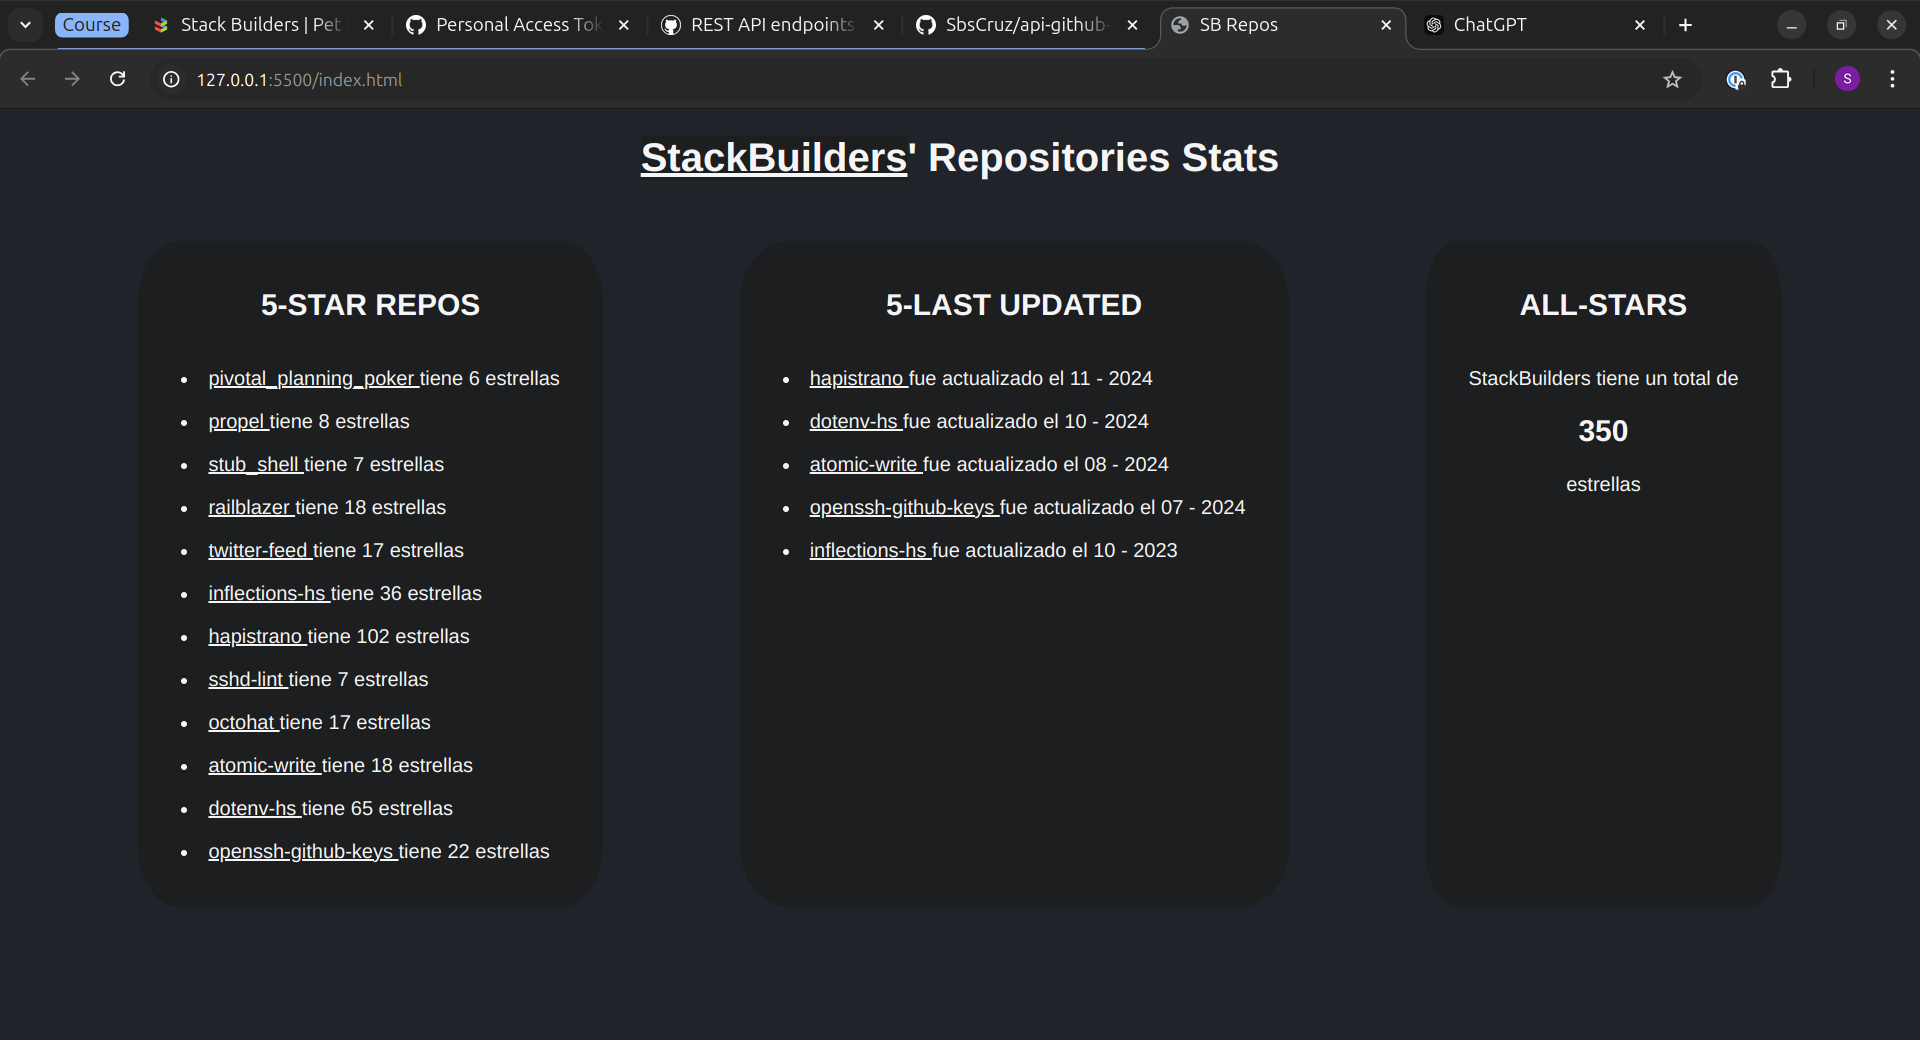 Course
Stack Builders | Pet
Personal Access Tok
REST API endpoints
SbsCruz/api-github-
SB Repos
ChatGPT
127.0.0.1:5500/index.html
S
StackBuilders' Repositories Stats
5-STAR REPOS
pivotal_planning_poker tiene 6 estrellas
propel tiene 8 estrellas
stub_shell tiene 7 estrellas
railblazer tiene 18 estrellas
twitter-feed tiene 17 estrellas
inflections-hs tiene 36 estrellas
hapistrano tiene 102 estrellas
sshd-lint tiene 7 estrellas
octohat tiene 17 estrellas
atomic-write tiene 18 estrellas
dotenv-hs tiene 65 estrellas
openssh-github-keys tiene 22 estrellas
5-LAST UPDATED
hapistrano fue actualizado el 11 - 2024
dotenv-hs fue actualizado el 10 - 2024
atomic-write fue actualizado el 08 - 2024
openssh-github-keys fue actualizado el 07 - 2024
inflections-hs fue actualizado el 10 - 2023
ALL-STARS
StackBuilders tiene un total de
350
estrellas